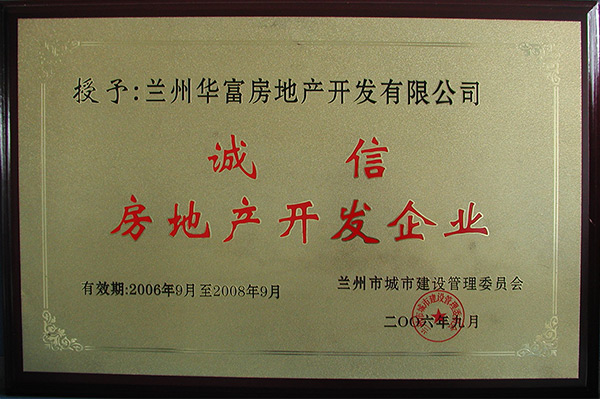 授予:兰州华富房地产开发有限公司
诚信
房地产开发企业
有效期:2006年9月至2008年9月
兰州市城市建设管理委员会
二〇〇六年九月